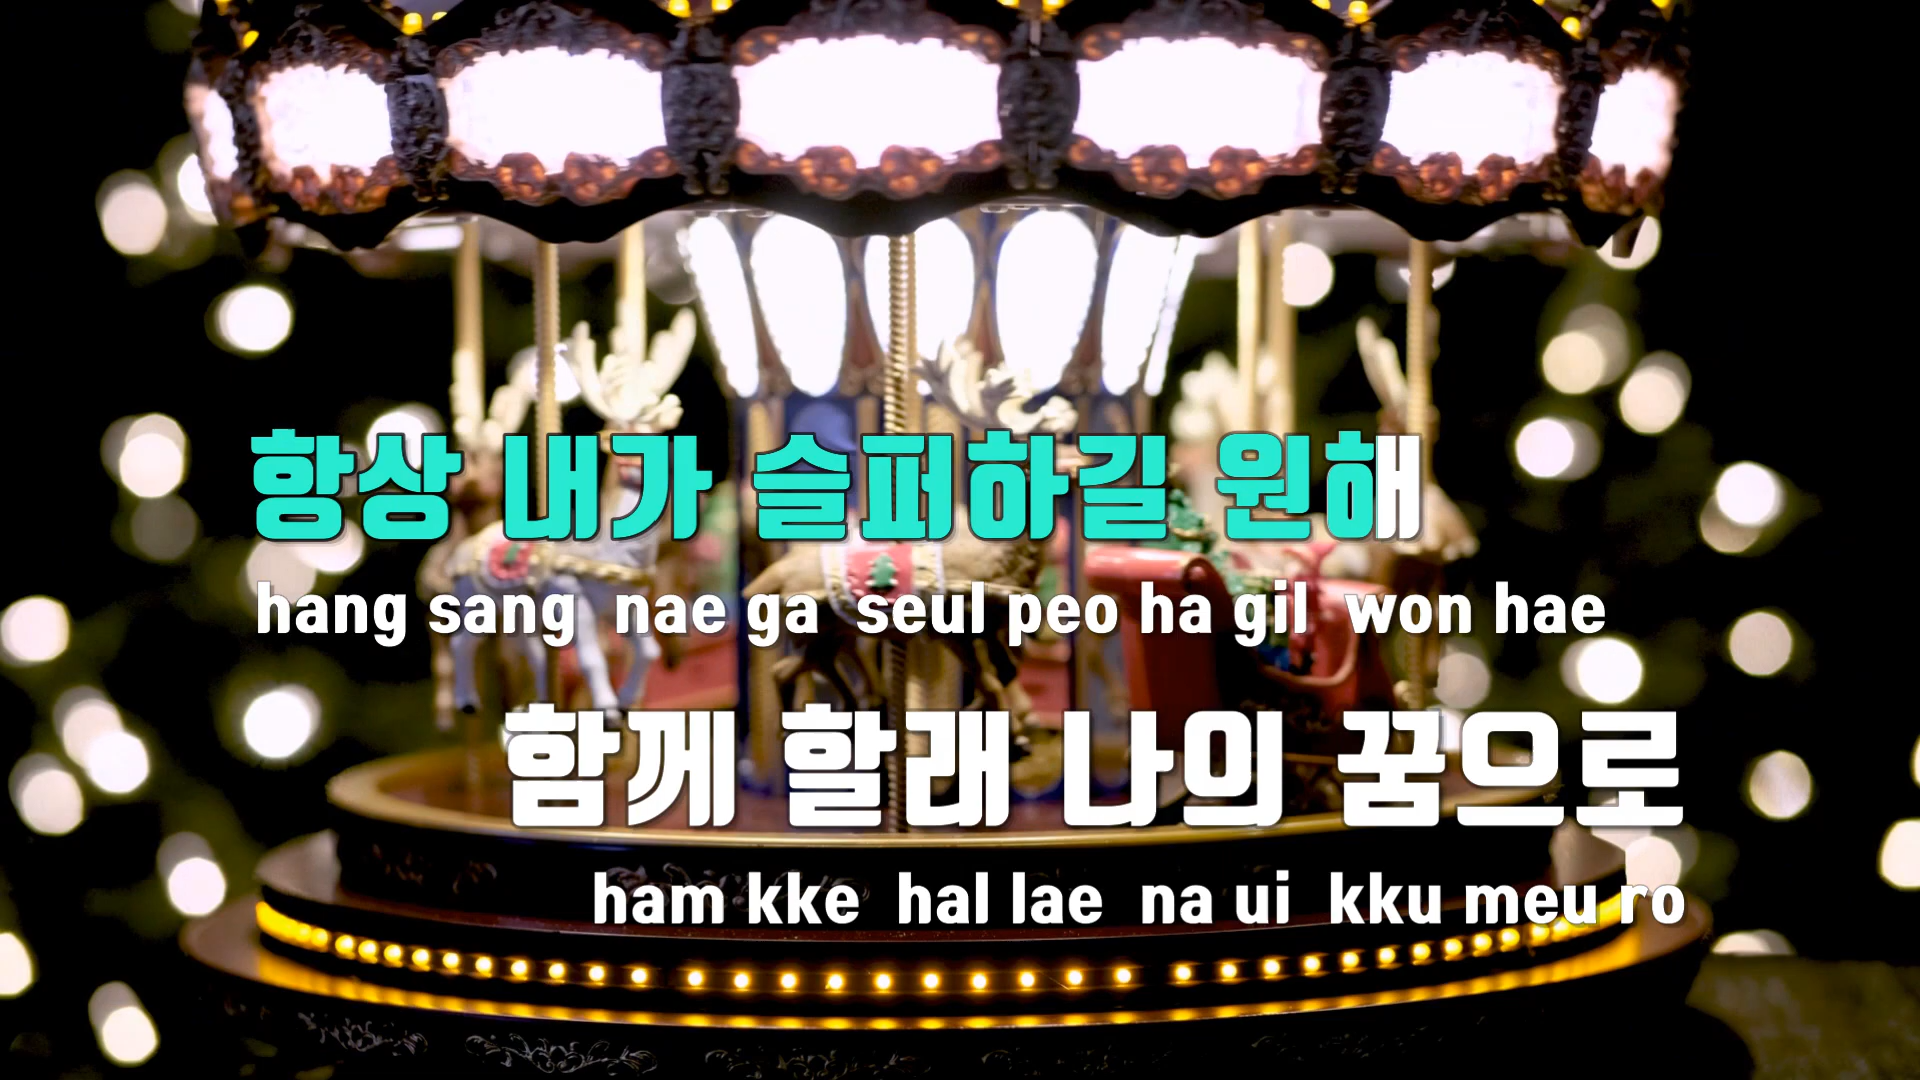 항상 내가 슬퍼하길 원해
hang sang nae ga seul peo ha gil won hae
함께 할래 나의 꿈으로
ham kke hal lae na ui kku meu ro